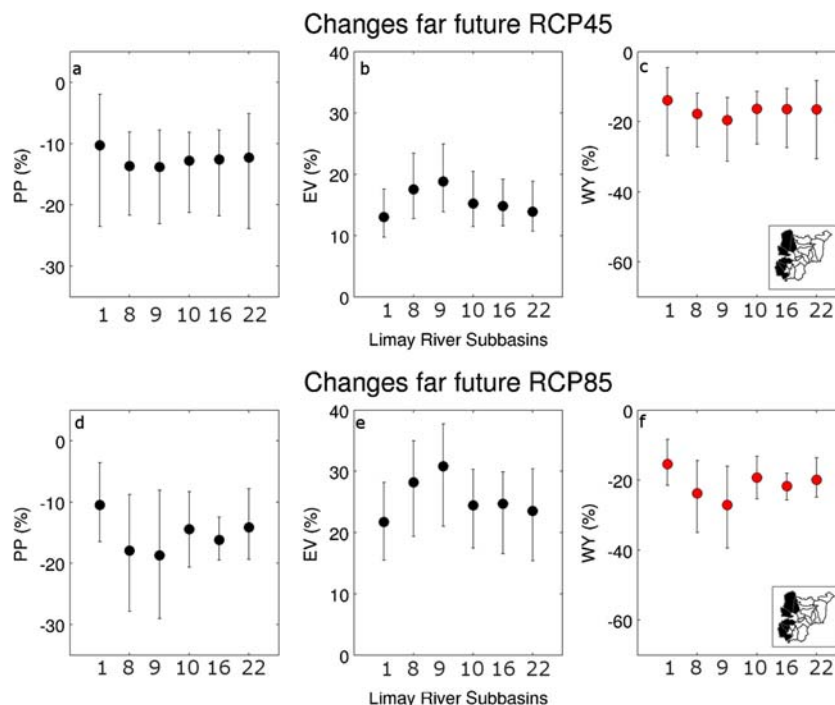 Changes far future RCP45
a
0
-10
-20
-30
PP (%)
1 8 9 10 16 22
b
40
30
20
10
0
EV (%)
1 8 9 10 16 22
Limay River Subbasins
c
0
-20
-40
-60
WY (%)
1 8 9 10 16 22
Changes far future RCP85
d
0
-10
-20
-30
PP (%)
1 8 9 10 16 22
e
40
30
20
10
0
EV (%)
1 8 9 10 16 22
Limay River Subbasins
f
0
-20
-40
-60
WY (%)
1 8 9 10 16 22